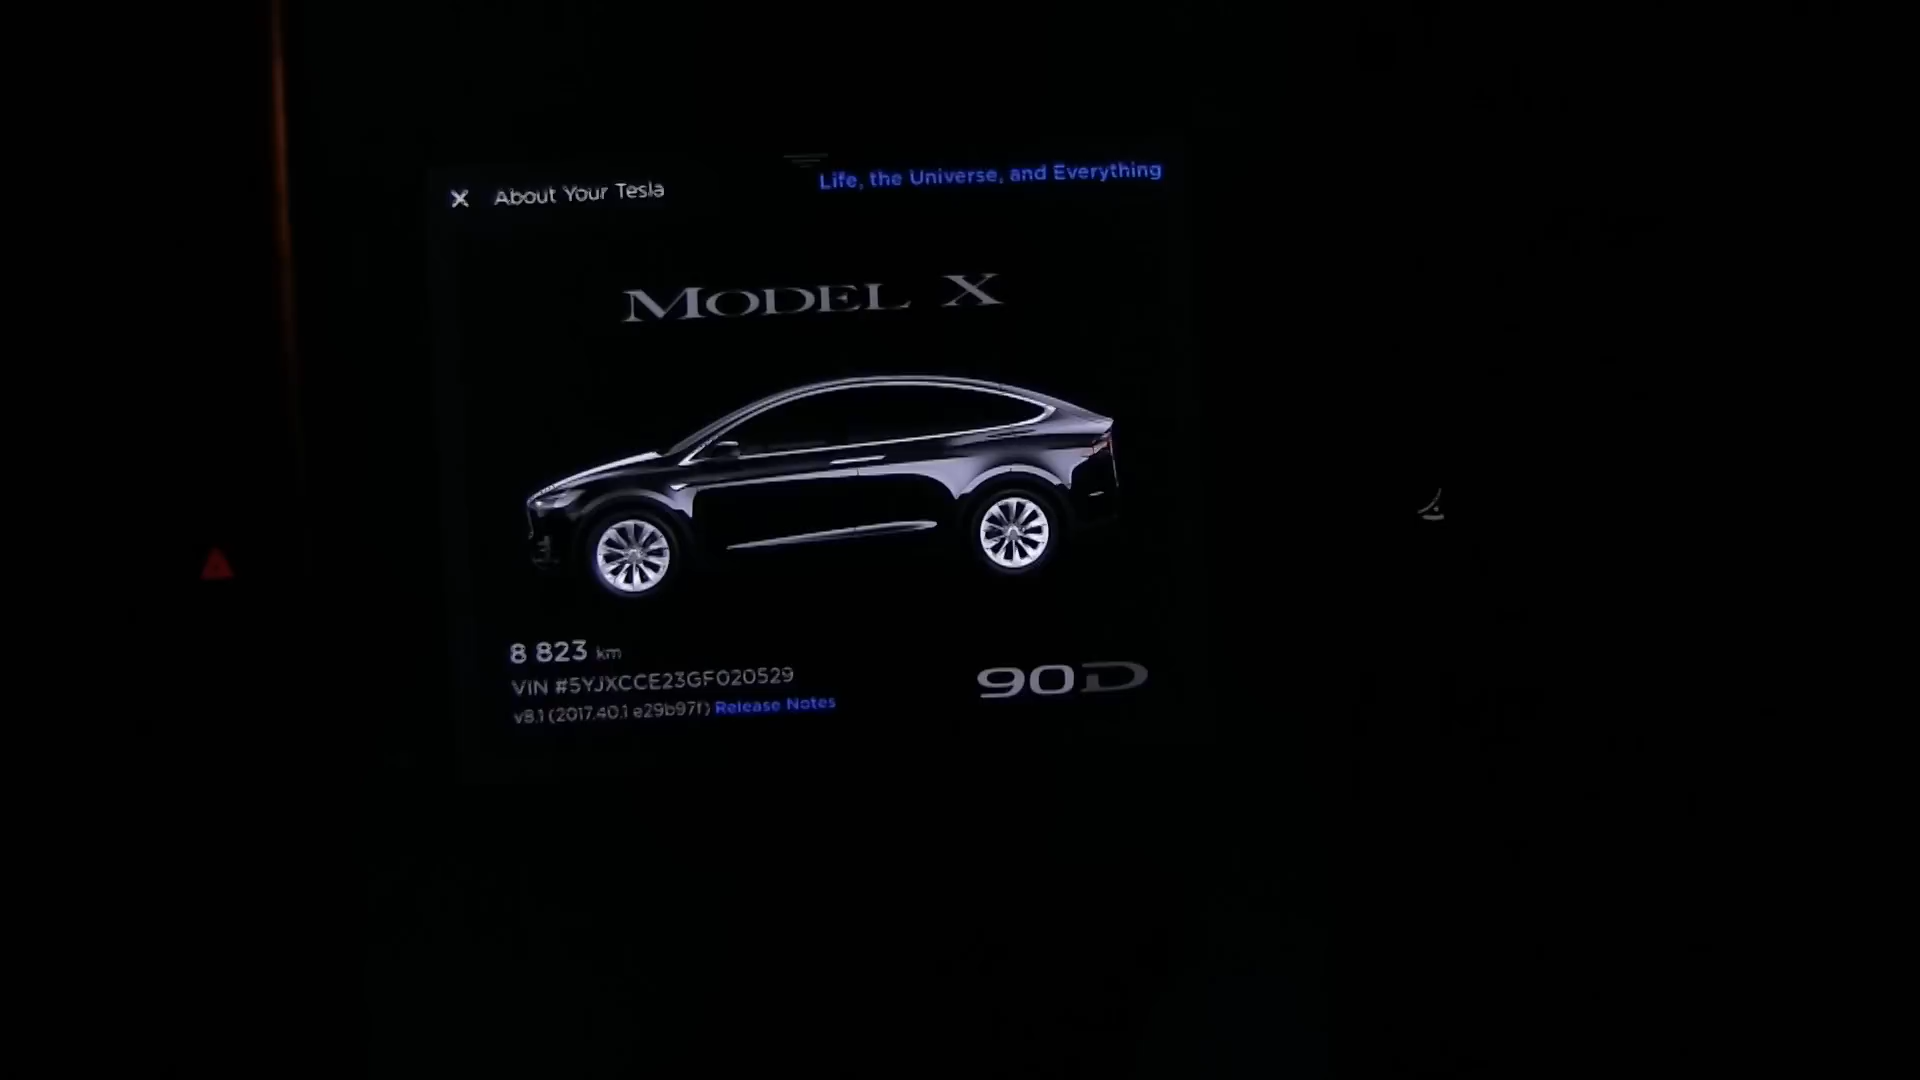 X About Your Tesla
Life, the Universe, and Everything
MODEL X
8 823 km
VIN #5YJXCCE23GF020529
v8.1 (2017.40.1 e29b97f) Release Notes
90D